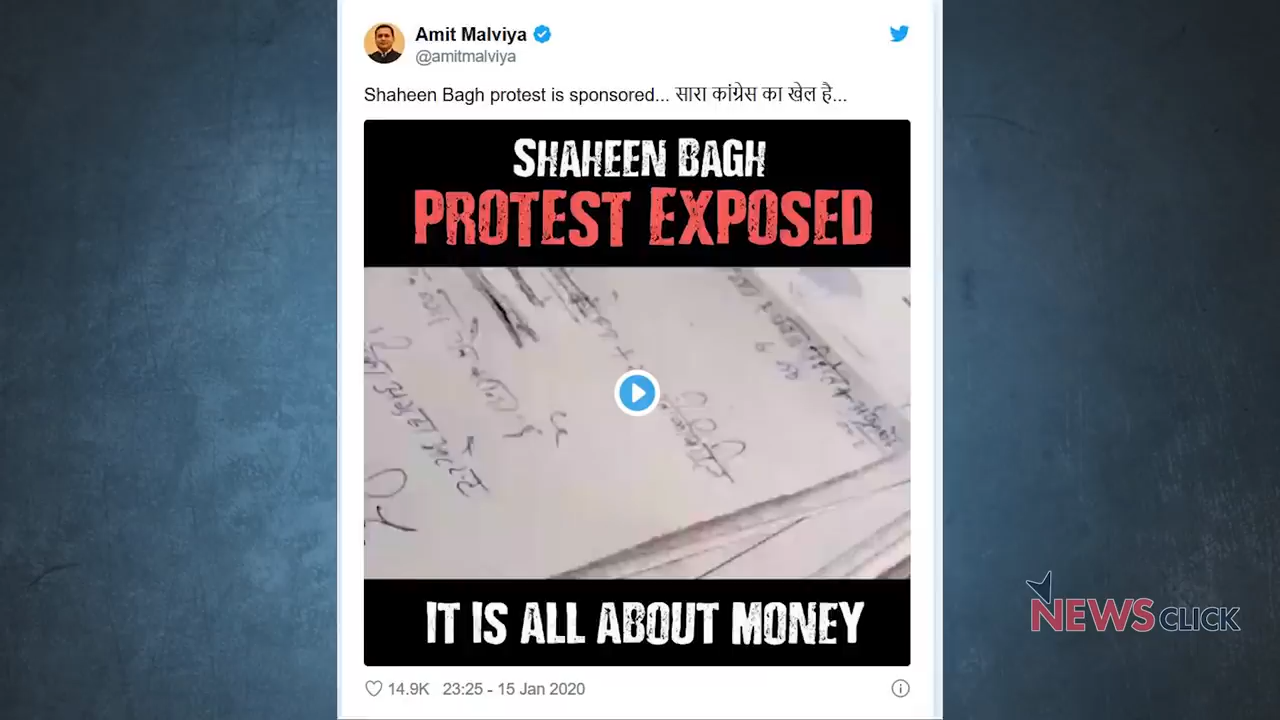 Amit Malviya
@amitmalviya
Shaheen Bagh protest is sponsored... सारा कांग्रेस का खेल है...
SHAHEEN BAGH
PROTEST EXPOSED
IT IS ALL ABOUT MONEY
14.9K 23:25 - 15 Jan 2020
NEWSCLICK